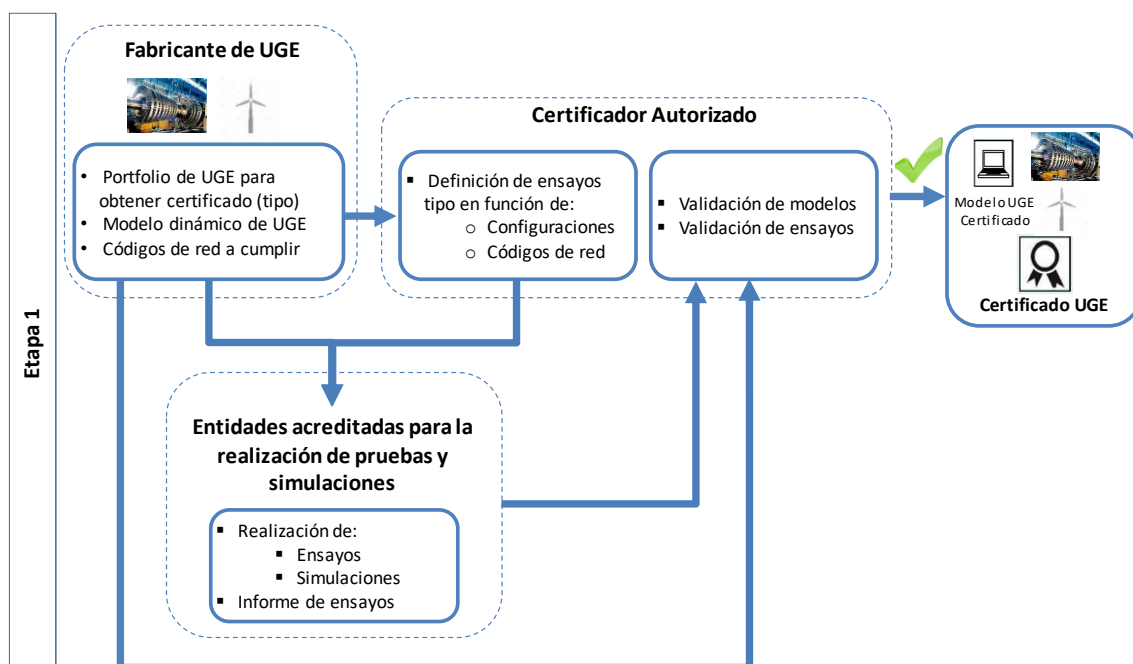 Etapa 1
Fabricante de UGE
• Portfolio de UGE para
obtener certificado (tipo)
• Modelo dinámico de UGE
• Códigos de red a cumplir
Certificador Autorizado
▪ Definición de ensayos
tipo en función de:
o Configuraciones
o Códigos de red
▪ Validación de modelos
▪ Validación de ensayos
Modelo UGE
Certificado
Certificado UGE
Entidades acreditadas para la
realización de pruebas y
simulaciones
▪ Realización de:
▪ Ensayos
▪ Simulaciones
▪ Informe de ensayos